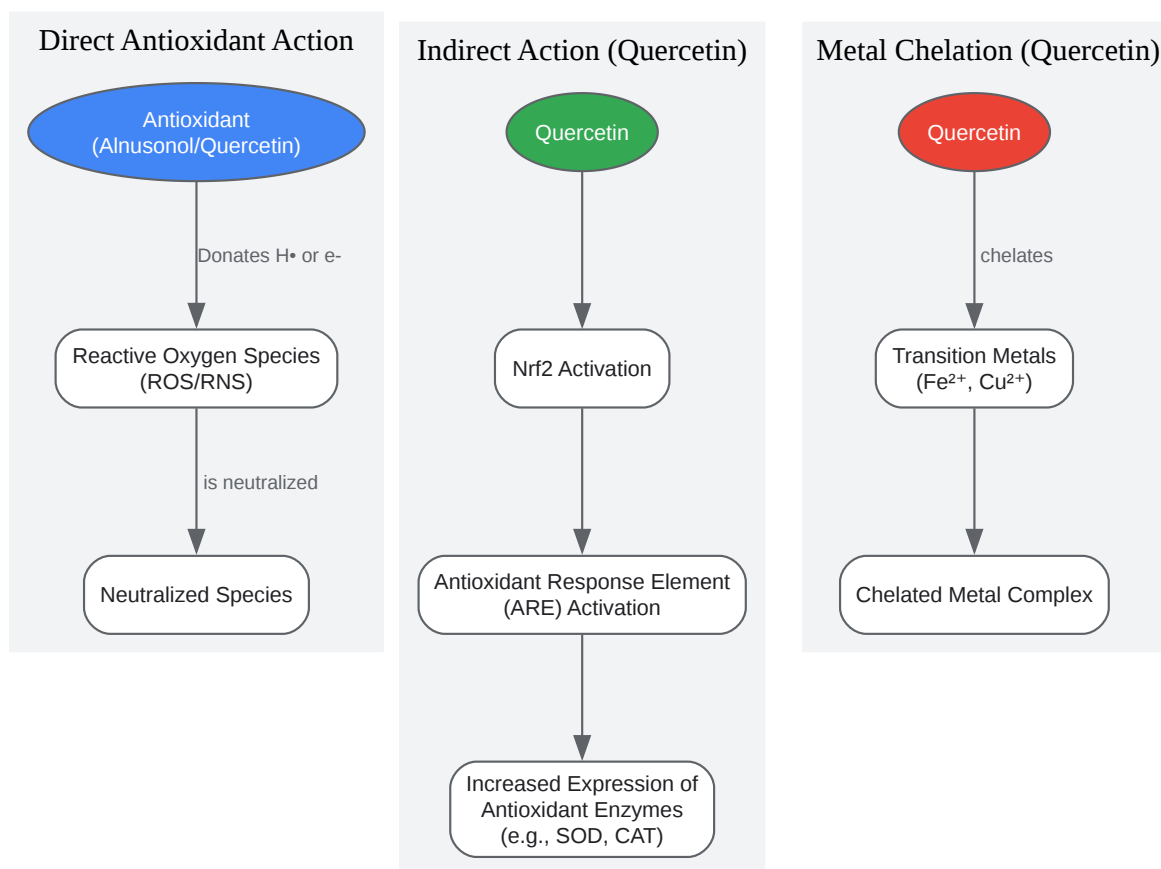 Direct Antioxidant Action
Antioxidant
(Alnusonol/Quercetin)
Donates H• or e-
Reactive Oxygen Species
(ROS/RNS)
is neutralized
Neutralized Species
Indirect Action (Quercetin)
Quercetin
Nrf2 Activation
Antioxidant Response Element
(ARE) Activation
Increased Expression of
Antioxidant Enzymes
(e.g., SOD, CAT)
Metal Chelation (Quercetin)
Quercetin
chelates
Transition Metals
(Fe²⁺, Cu²⁺)
Chelated Metal Complex